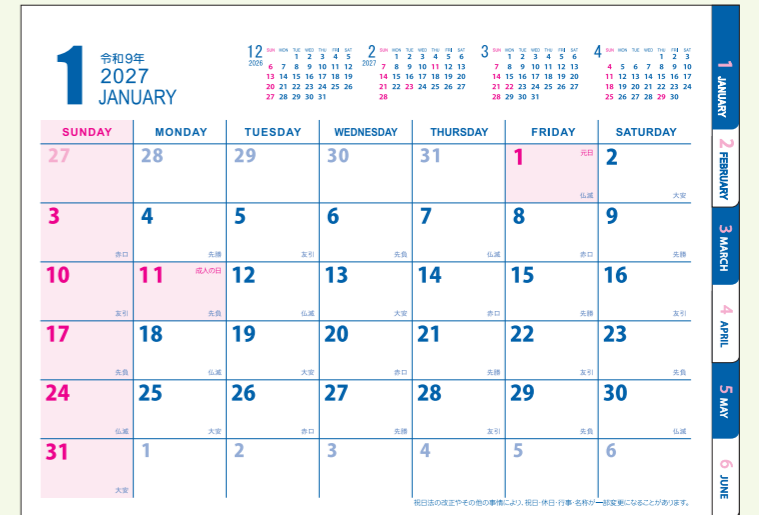 1
令和9年
2027
JANUARY
12
2026
SUN MON TUE WED THU FRI SAT
1 2 3 4 5
6 7 8 9 10 11 12
13 14 15 16 17 18 19
20 21 22 23 24 25 26
27 28 29 30 31
2
2027
SUN MON TUE WED THU FRI SAT
1 2 3 4 5 6
7 8 9 10 11 12 13
14 15 16 17 18 19 20
21 22 23 24 25 26 27
28
3
SUN MON TUE WED THU FRI SAT
1 2 3 4 5 6
7 8 9 10 11 12 13
14 15 16 17 18 19 20
21 22 23 24 25 26 27
28 29 30 31
4
SUN MON TUE WED THU FRI SAT
1 2 3
4 5 6 7 8 9 10
11 12 13 14 15 16 17
18 19 20 21 22 23 24
25 26 27 28 29 30
SUNDAY MONDAY TUESDAY WEDNESDAY THURSDAY FRIDAY SATURDAY
27 28 29 30 31 1 元日 2
仏滅 大安
3 4 5 6 7 8 9
赤口 先勝 友引 先負 仏滅 赤口 先勝
10 11 成人の日 12 13 14 15 16
友引 先負 仏滅 大安 赤口 先勝 友引
17 18 19 20 21 22 23
先負 仏滅 大安 赤口 先勝 友引 先負
24 25 26 27 28 29 30
仏滅 大安 赤口 先勝 友引 先負 仏滅
31 1 2 3 4 5 6
大安
祝日法の改正やその他の事情により、祝日・休日・行事・名称が一部変更になることがあります。
1 JANUARY
2 FEBRUARY
3 MARCH
4 APRIL
5 MAY
6 JUNE